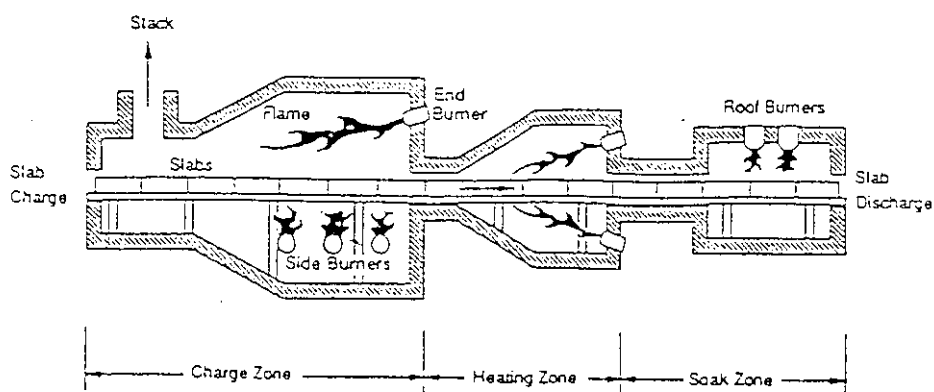 Stack
Flame
End
Burner
Roof Burners
Slab
Charge
Slabs
Slab
Discharge
Side Burners
Charge Zone
Heating Zone
Soak Zone